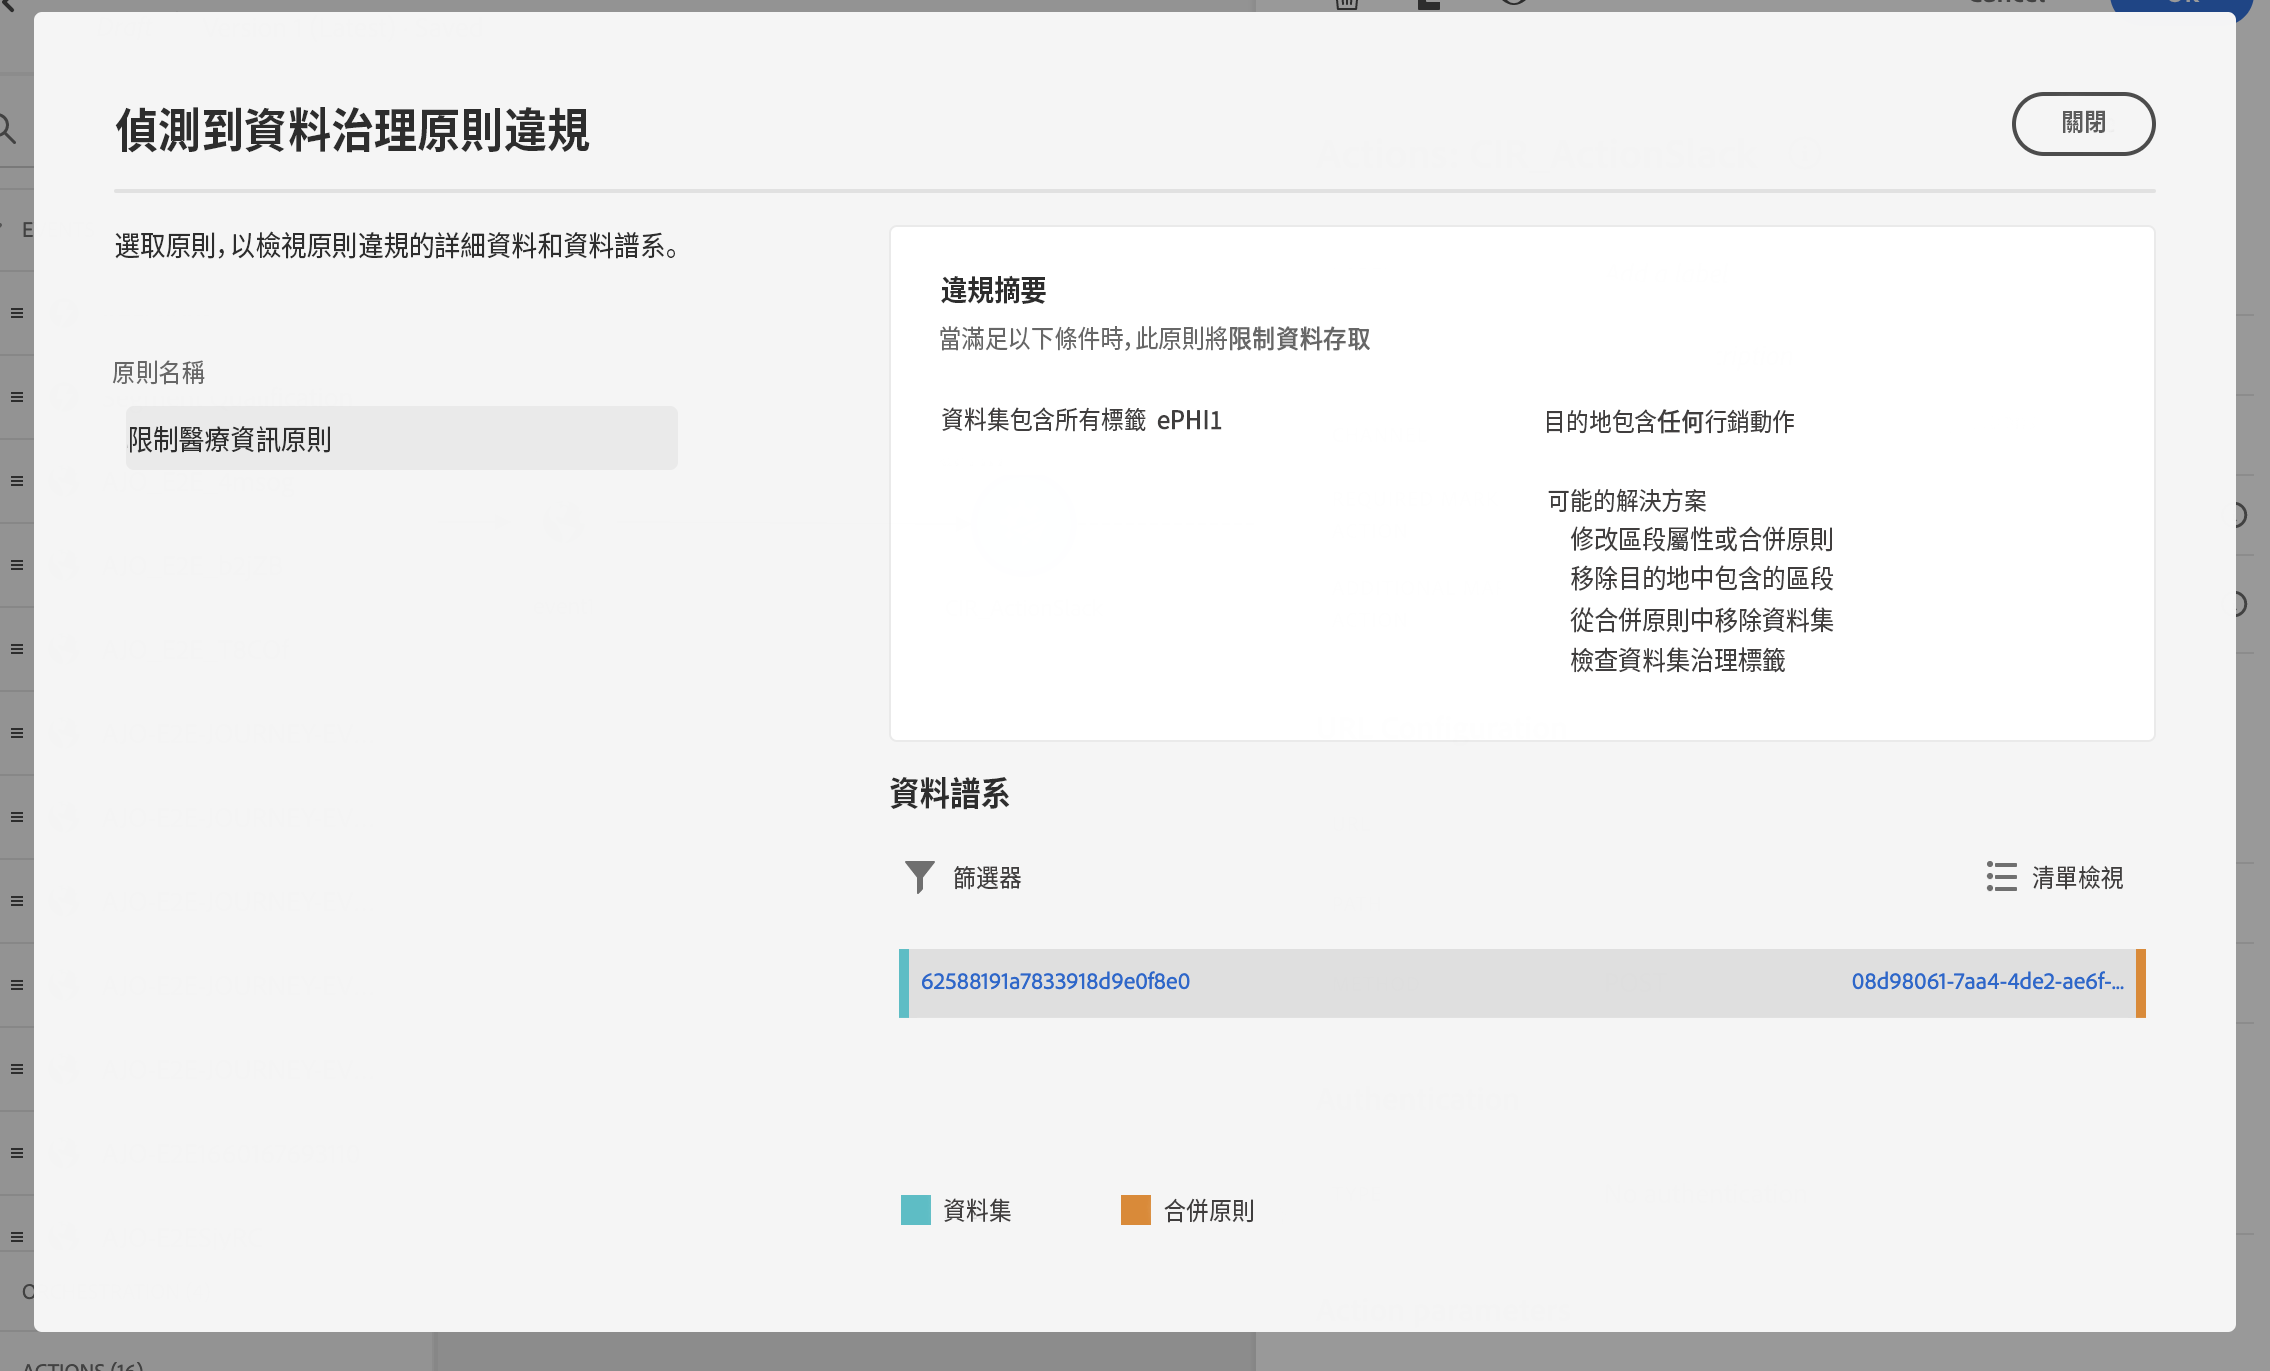 偵測到資料治理原則違規
關閉
選取原則，以檢視原則違規的詳細資料和資料譜系。
原則名稱
限制醫療資訊原則
違規摘要
當滿足以下條件時，此原則將限制資料存取
資料集包含所有標籤 ePHI1
目的地包含任何行銷動作
可能的解決方案
修改區段屬性或合併原則
移除目的地中包含的區段
從合併原則中移除資料集
檢查資料集治理標籤
資料譜系
篩選器
清單檢視
62588191a7833918d9e0f8e0
08d98061-7aa4-4de2-ae6f-...
資料集
合併原則
ACTIONS (16)